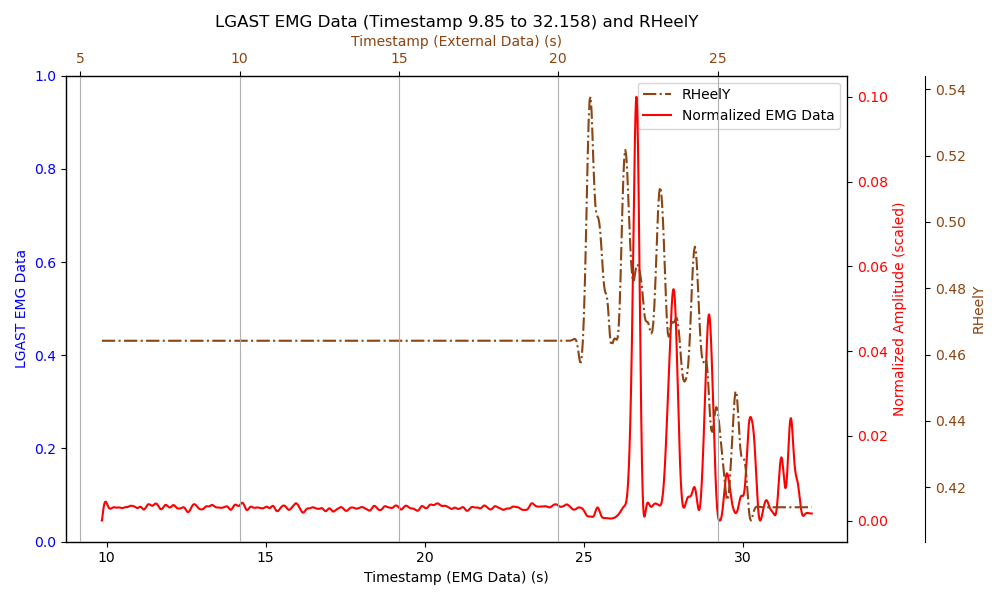 LGAST EMG Data (Timestamp 9.85 to 32.158) and RHeelY
Timestamp (External Data) (s)
5 10 15 20 25
RHeelY
Normalized EMG Data
1.0
0.8
0.6
0.4
0.2
0.0
LGAST EMG Data
0.10
0.08
0.06
0.04
0.02
0.00
Normalized Amplitude (scaled)
0.54
0.52
0.50
0.48
0.46
0.44
0.42
RHeelY
10 15 20 25 30
Timestamp (EMG Data) (s)